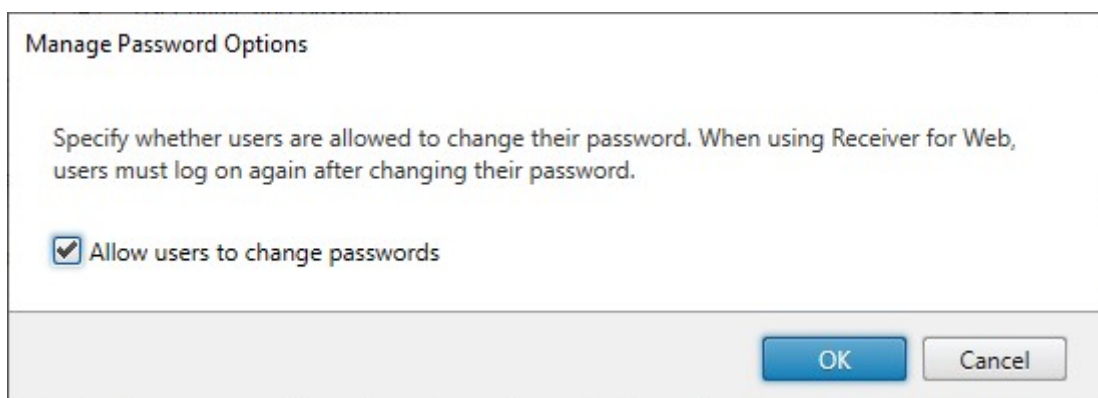 Manage Password Options
Specify whether users are allowed to change their password. When using Receiver for Web,
users must log on again after changing their password.
Allow users to change passwords
OK
Cancel